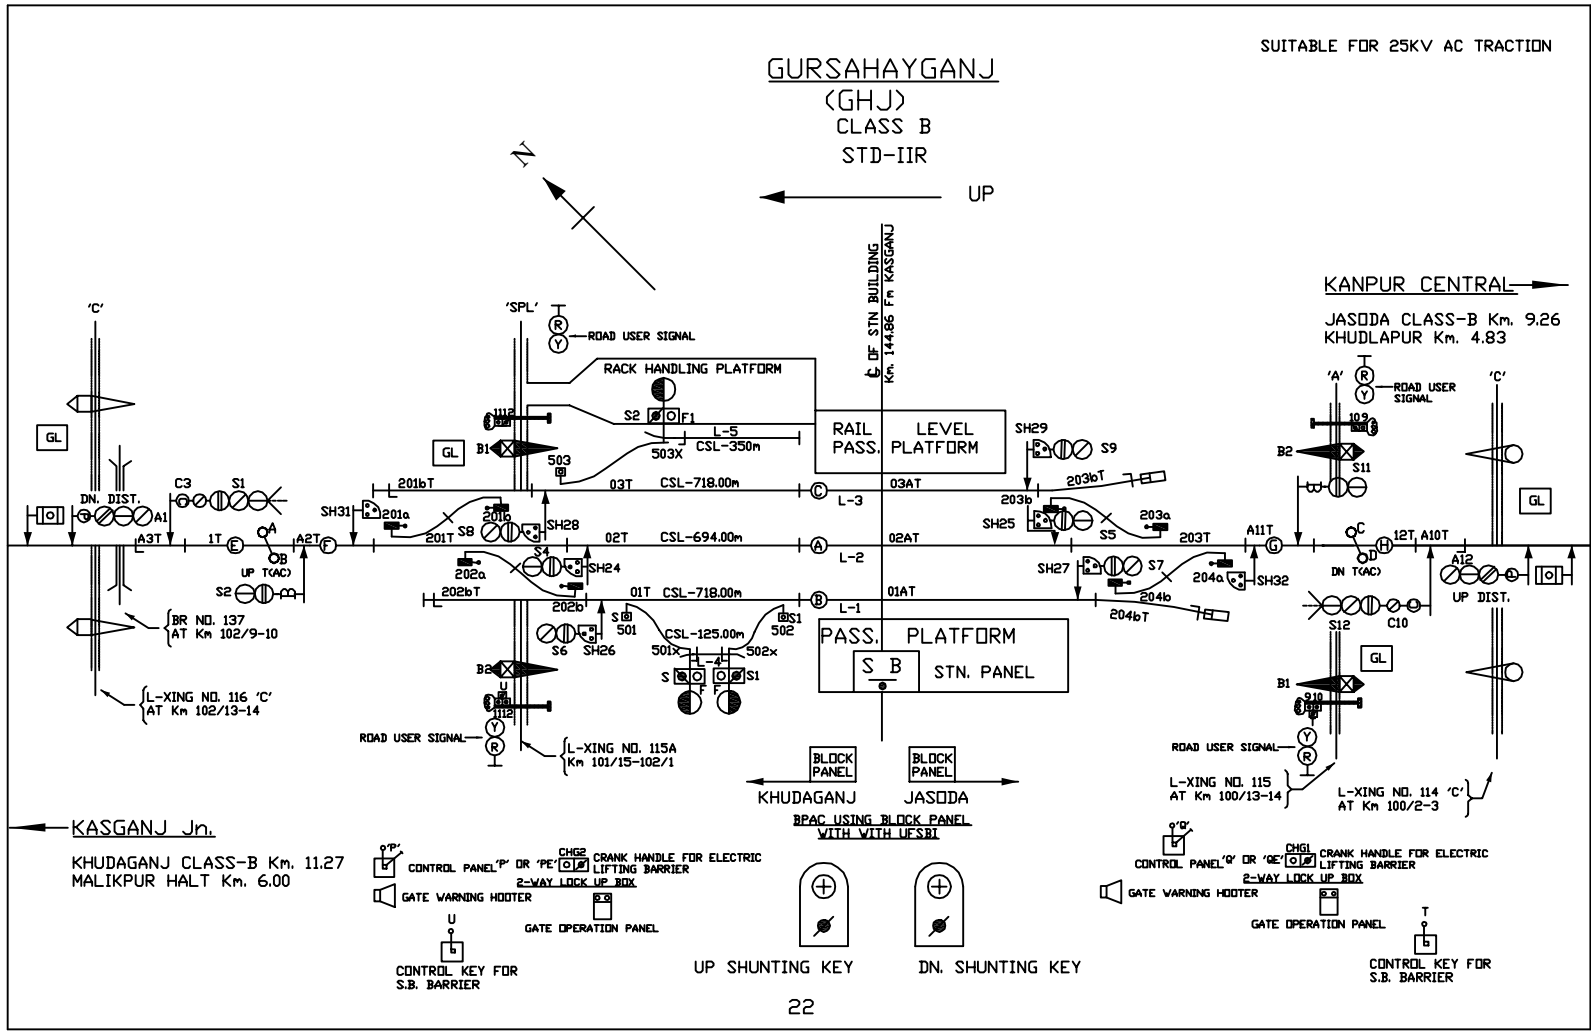 SUITABLE FOR 25KV AC TRACTION
GURSAHAYGANJ
(GHJ)
CLASS B
STD-IIR
N
UP
℄ OF STN BUILDING
Km. 144.86 Fm KASGANJ
KANPUR CENTRAL
JASODA CLASS-B Km. 9.26
KHUDLAPUR Km. 4.83
'C'
'SPL'
R
Y
ROAD USER SIGNAL
RACK HANDLING PLATFORM
'A'
R
Y
ROAD USER
SIGNAL
'C'
GL
1112
GL
B1
S2
F1
L-5
CSL-350m
503X
503
RAIL LEVEL
PASS. PLATFORM
SH29
S9
10 9
B2
S11
GL
DN. DIST.
A1
C3
S1
201bT
03T
CSL-718.00m
C
L-3
03AT
203bT
SH31
201a
201b
201T
S8
SH28
SH25
203b
S5
203a
A3T
1T
E
A
B
UP T(AC)
A2T
F
02T
CSL-694.00m
A
L-2
02AT
203T
A11T
G
C
D
DN T(AC)
H
12T
A10T
A12
UP DIST.
S2
202a
202bT
S4
SH24
202b
01T
CSL-718.00m
B
L-1
01AT
SH27
S7
204a
204b
SH32
204bT
BR NO. 137
AT Km 102/9-10
S6
SH26
S
501
CSL-125.00m
S1
502
501x
L-4
502x
S
F
F
S1
PASS. PLATFORM
S B
STN. PANEL
S12
C10
GL
B2
U
1112
B1
9 10
L-XING NO. 116 'C'
AT Km 102/13-14
ROAD USER SIGNAL
Y
R
L-XING NO. 115A
Km 101/15-102/1
BLOCK
PANEL
BLOCK
PANEL
KHUDAGANJ
JASODA
ROAD USER SIGNAL
Y
R
L-XING NO. 115
AT Km 100/13-14
L-XING NO. 114 'C'
AT Km 100/2-3
BPAC USING BLOCK PANEL
WITH WITH UFSBI
KASGANJ Jn.
KHUDAGANJ CLASS-B Km. 11.27
MALIKPUR HALT Km. 6.00
'P'
CONTROL PANEL 'P' OR 'PE'
CHG2
CRANK HANDLE FOR ELECTRIC
LIFTING BARRIER
2-WAY LOCK UP BOX
GATE WARNING HOOTER
GATE OPERATION PANEL
U
CONTROL KEY FOR
S.B. BARRIER
UP SHUNTING KEY
DN. SHUNTING KEY
'Q'
CONTROL PANEL 'Q' OR 'QE'
CHG1
CRANK HANDLE FOR ELECTRIC
LIFTING BARRIER
2-WAY LOCK UP BOX
GATE WARNING HOOTER
GATE OPERATION PANEL
T
CONTROL KEY FOR
S.B. BARRIER
22